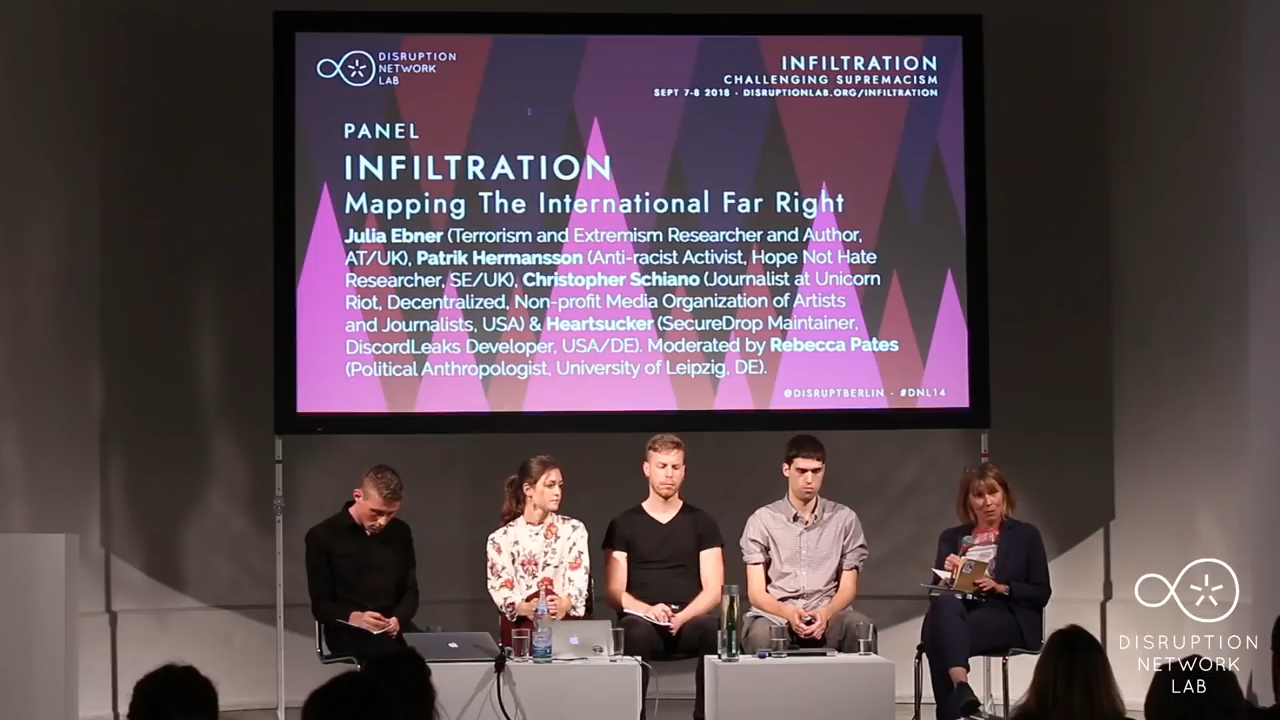 DISRUPTION
NETWORK
LAB
INFILTRATION
CHALLENGING SUPREMACISM
SEPT 7-8 2018 · DISRUPTIONLAB.ORG/INFILTRATION
PANEL
INFILTRATION
Mapping The International Far Right
Julia Ebner (Terrorism and Extremism Researcher and Author,
AT/UK), Patrik Hermansson (Anti-racist Activist, Hope Not Hate
Researcher, SE/UK), Christopher Schiano (Journalist at Unicorn
Riot, Decentralized, Non-profit Media Organization of Artists
and Journalists, USA) & Heartsucker (SecureDrop Maintainer,
DiscordLeaks Developer, USA/DE). Moderated by Rebecca Pates
(Political Anthropologist, University of Leipzig, DE).
@DISRUPTBERLIN · #DNL14
DISRUPTION
NETWORK
LAB